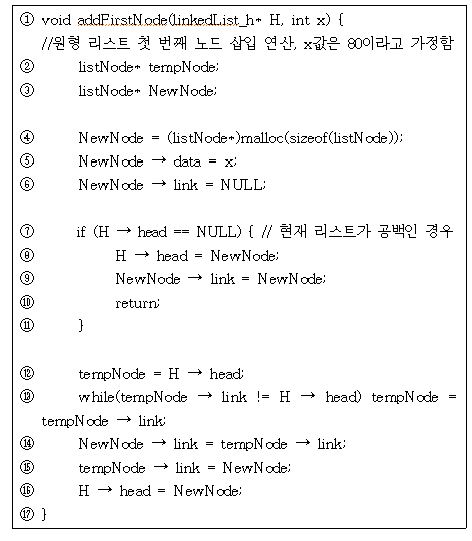 ① void addFirstNode(linkedList_h* H, int x) {
//원형 리스트 첫 번째 노드 삽입 연산, x값은 80이라고 가정함
② listNode* tempNode;
③ listNode* NewNode;
④ NewNode = (listNode*)malloc(sizeof(listNode));
⑤ NewNode → data = x;
⑥ NewNode → link = NULL;
⑦ if (H → head == NULL) { // 현재 리스트가 공백인 경우
⑧ H → head = NewNode;
⑨ NewNode → link = NewNode;
⑩ return;
⑪ }
⑫ tempNode = H → head;
⑬ while(tempNode → link != H → head) tempNode =
tempNode → link;
⑭ NewNode → link = tempNode → link;
⑮ tempNode → link = NewNode;
⑯ H → head = NewNode;
⑰ }